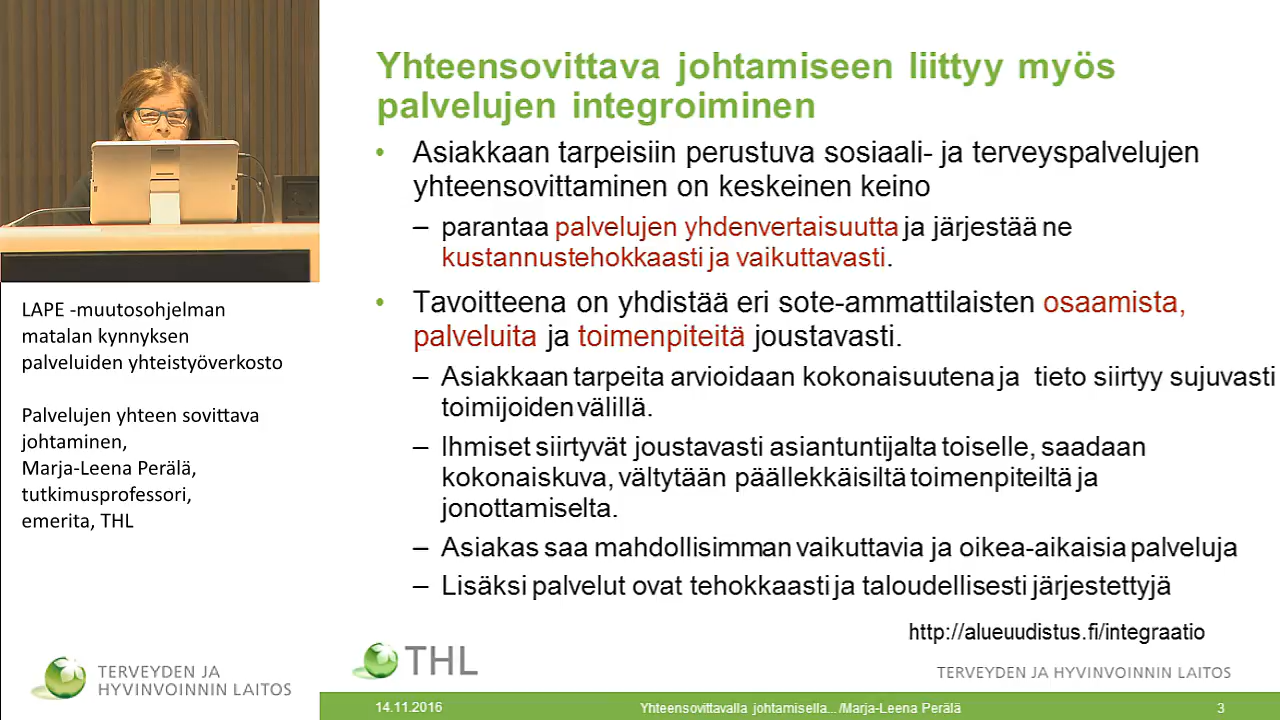 Yhteensovittava johtamiseen liittyy myös
palvelujen integroiminen
• Asiakkaan tarpeisiin perustuva sosiaali- ja terveyspalvelujen
yhteensovittaminen on keskeinen keino
– parantaa palvelujen yhdenvertaisuutta ja järjestää ne
kustannustehokkaasti ja vaikuttavasti.
• Tavoitteena on yhdistää eri sote-ammattilaisten osaamista,
palveluita ja toimenpiteitä joustavasti.
– Asiakkaan tarpeita arvioidaan kokonaisuutena ja tieto siirtyy sujuvasti
toimijoiden välillä.
– Ihmiset siirtyvät joustavasti asiantuntijalta toiselle, saadaan
kokonaiskuva, vältytään päällekkäisiltä toimenpiteiltä ja
jonottamiselta.
– Asiakas saa mahdollisimman vaikuttavia ja oikea-aikaisia palveluja
– Lisäksi palvelut ovat tehokkaasti ja taloudellisesti järjestettyjä
http://alueuudistus.fi/integraatio
THL
TERVEYDEN JA HYVINVOINNIN LAITOS
14.11.2016
Yhteensovittavalla johtamisella... /Marja-Leena Perälä
3
LAPE -muutosohjelman
matalan kynnyksen
palveluiden yhteistyöverkosto
Palvelujen yhteen sovittava
johtaminen,
Marja-Leena Perälä,
tutkimusprofessori,
emerita, THL
TERVEYDEN JA
HYVINVOINNIN LAITOS